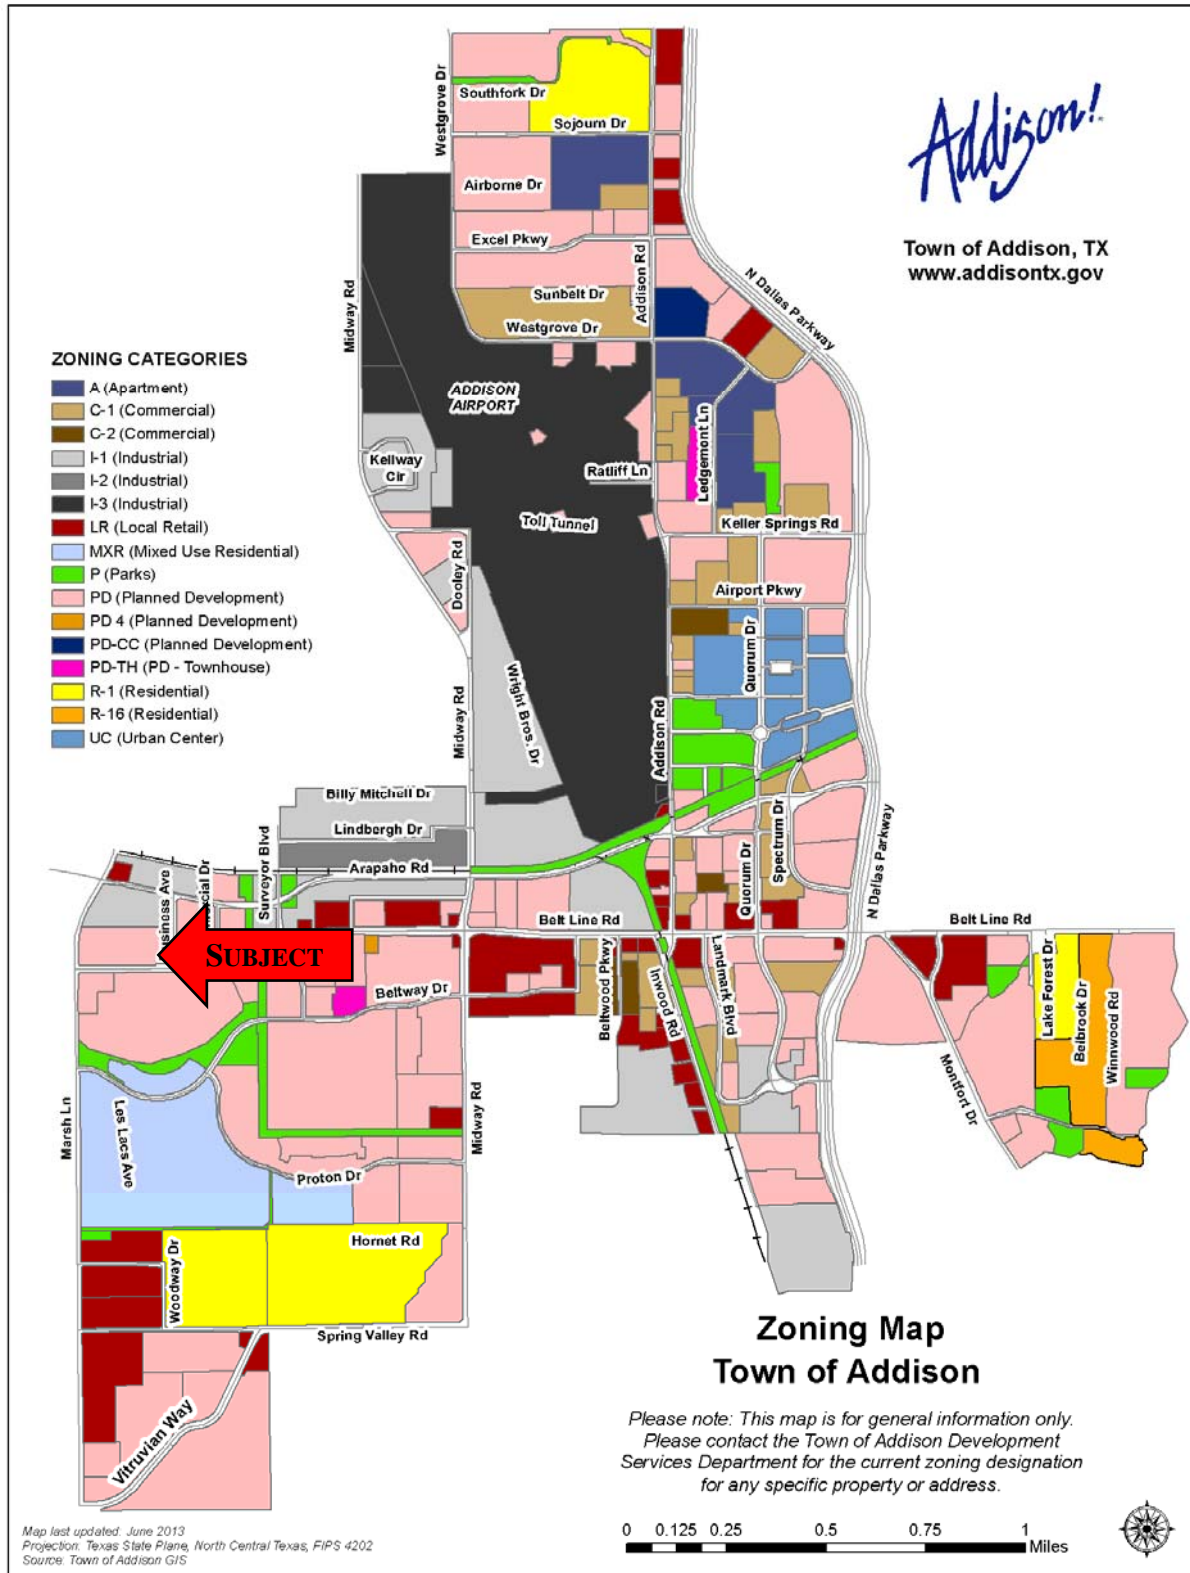 Addison!
Town of Addison, TX
www.addisontx.gov
Westgrove Dr
Southfork Dr
Sojourn Dr
Airborne Dr
Excel Pkwy
Addison Rd
N Dallas Parkway
Midway Rd
Sunbelt Dr
Westgrove Dr
ZONING CATEGORIES
A (Apartment)
C-1 (Commercial)
C-2 (Commercial)
I-1 (Industrial)
I-2 (Industrial)
I-3 (Industrial)
LR (Local Retail)
MXR (Mixed Use Residential)
P (Parks)
PD (Planned Development)
PD 4 (Planned Development)
PD-CC (Planned Development)
PD-TH (PD - Townhouse)
R-1 (Residential)
R-16 (Residential)
UC (Urban Center)
ADDISON
AIRPORT
Kellway
Cir
Ratliff Ln
Ledgemont Ln
Toll Tunnel
Keller Springs Rd
Dooley Rd
Airport Pkwy
Quorum Dr
Wright Bros. Dr
Midway Rd
Addison Rd
Billy Mitchell Dr
Lindbergh Dr
Arapaho Rd
Surveyor Blvd
Spectrum Dr
Quorum Dr
N Dallas Parkway
usiness Ave
cial Dr
Belt Line Rd
Belt Line Rd
SUBJECT
Beltway Dr
Beltwood Pkwy
Inwood Rd
Landmark Blvd
Lake Forest Dr
Belbrook Dr
Winnwood Rd
Montfort Dr
Marsh Ln
Les Lacs Ave
Midway Rd
Proton Dr
Hornet Rd
Woodway Dr
Spring Valley Rd
Vitruvian Way
Zoning Map
Town of Addison
Please note: This map is for general information only.
Please contact the Town of Addison Development
Services Department for the current zoning designation
for any specific property or address.
0 0.125 0.25 0.5 0.75 1
Miles
Map last updated: June 2013
Projection: Texas State Plane, North Central Texas, FIPS 4202
Source: Town of Addison GIS